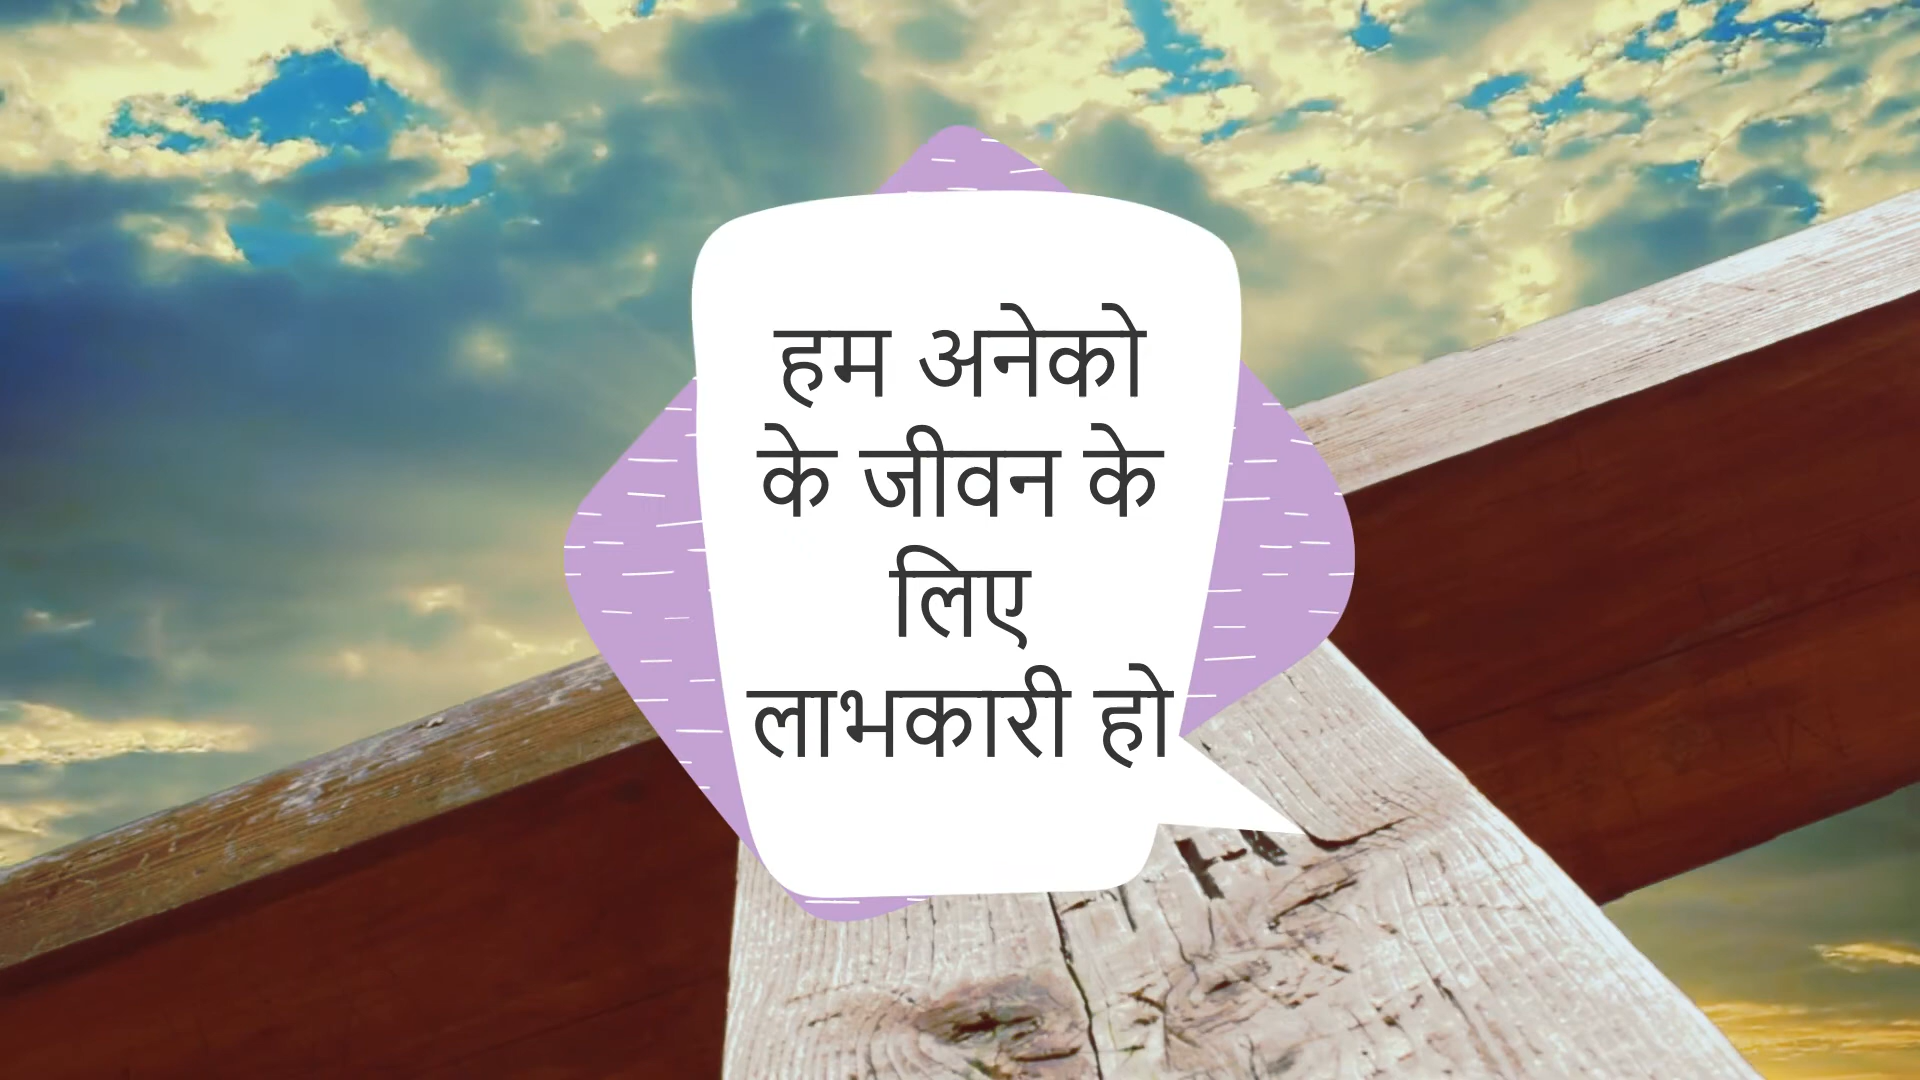 हम अनेको
के जीवन के
लिए
लाभकारी हो